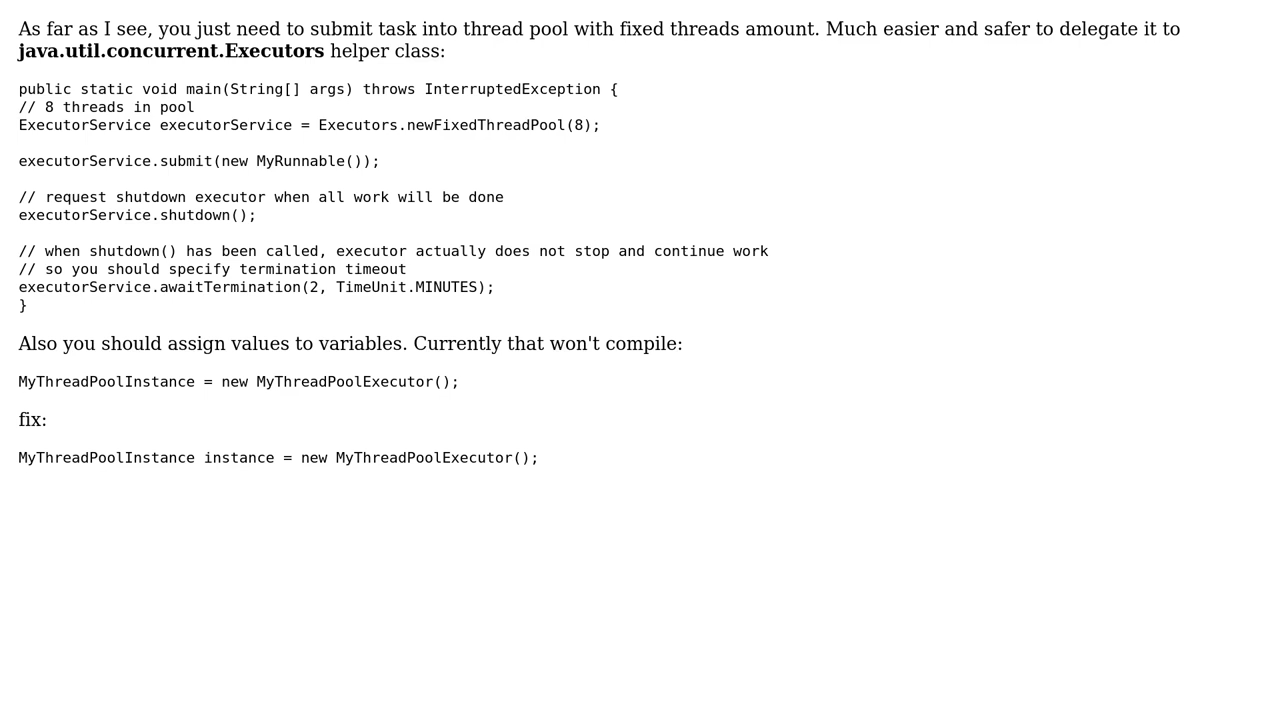 As far as I see, you just need to submit task into thread pool with fixed threads amount. Much easier and safer to delegate it to
java.util.concurrent.Executors helper class:
public static void main(String[] args) throws InterruptedException {
// 8 threads in pool
ExecutorService executorService = Executors.newFixedThreadPool(8);
executorService.submit(new MyRunnable());
// request shutdown executor when all work will be done
executorService.shutdown();
// when shutdown() has been called, executor actually does not stop and continue work
// so you should specify termination timeout
executorService.awaitTermination(2, TimeUnit.MINUTES);
}
Also you should assign values to variables. Currently that won't compile:
MyThreadPoolInstance = new MyThreadPoolExecutor();
fix:
MyThreadPoolInstance instance = new MyThreadPoolExecutor();